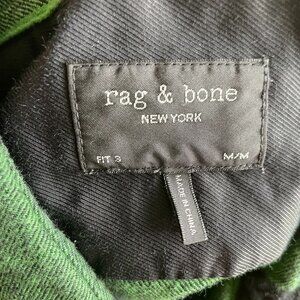 rag & bone
NEW YORK
FIT 3 M/M
MADE IN CHINA